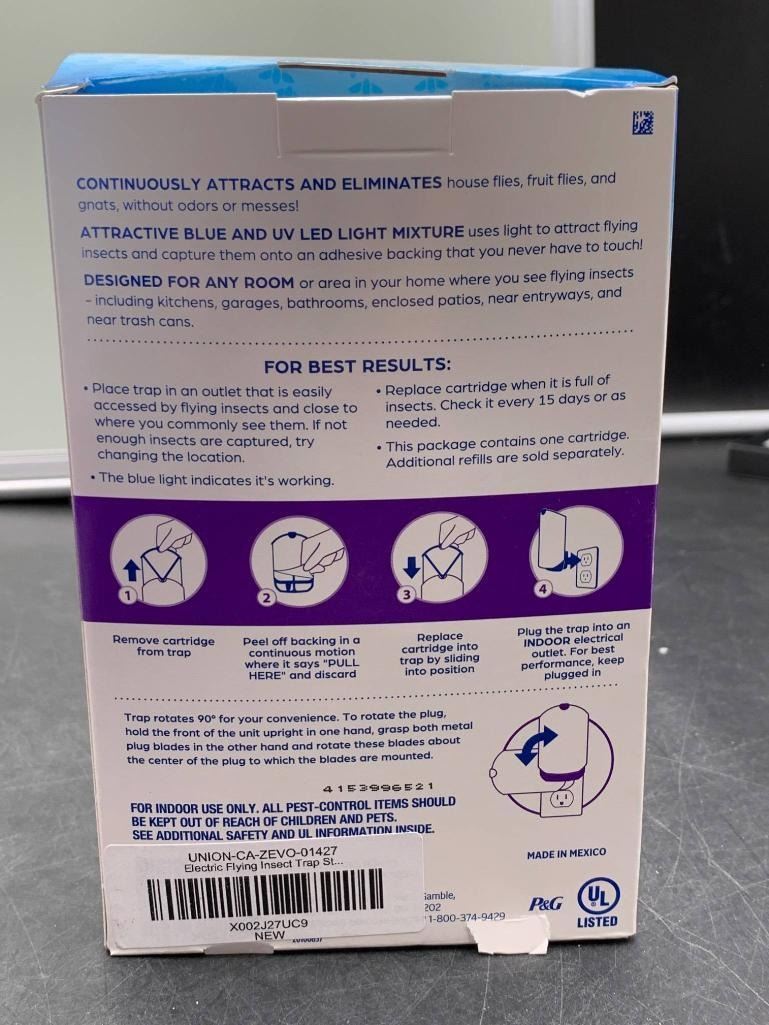 CONTINUOUSLY ATTRACTS AND ELIMINATES house flies, fruit flies, and
gnats, without odors or messes!
ATTRACTIVE BLUE AND UV LED LIGHT MIXTURE uses light to attract flying
insects and capture them onto an adhesive backing that you never have to touch!
DESIGNED FOR ANY ROOM or area in your home where you see flying insects
- including kitchens, garages, bathrooms, enclosed patios, near entryways, and
near trash cans.
FOR BEST RESULTS:
• Place trap in an outlet that is easily
accessed by flying insects and close to
where you commonly see them. If not
enough insects are captured, try
changing the location.
• The blue light indicates it's working.
• Replace cartridge when it is full of
insects. Check it every 15 days or as
needed.
• This package contains one cartridge.
Additional refills are sold separately.
1
Remove cartridge
from trap
2
Peel off backing in a
continuous motion
where it says "PULL
HERE" and discard
3
Replace
cartridge into
trap by sliding
into position
4
Plug the trap into an
INDOOR electrical
outlet. For best
performance, keep
plugged in
Trap rotates 90° for your convenience. To rotate the plug,
hold the front of the unit upright in one hand, grasp both metal
plug blades in the other hand and rotate these blades about
the center of the plug to which the blades are mounted.
4153996521
FOR INDOOR USE ONLY. ALL PEST-CONTROL ITEMS SHOULD
BE KEPT OUT OF REACH OF CHILDREN AND PETS.
SEE ADDITIONAL SAFETY AND UL INFORMATION INSIDE.
UNION-CA-ZEVO-01427
Electric Flying Insect Trap St...
X002J27UC9
NEW
Gamble,
202
1-800-374-9429
MADE IN MEXICO
P&G
UL
LISTED